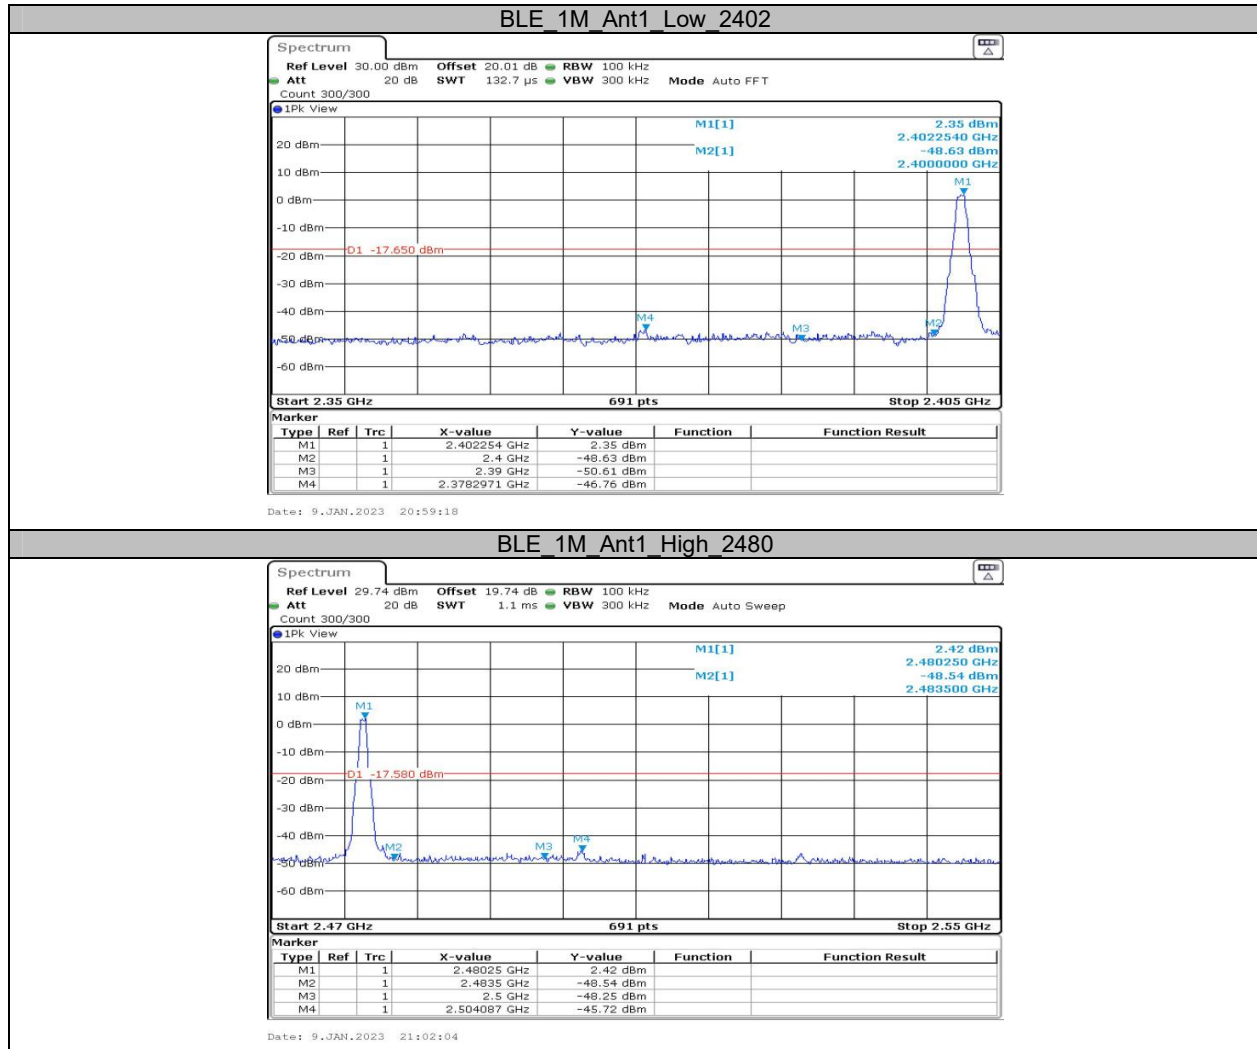 BLE_1M_Ant1_Low_2402
Spectrum
Ref Level 30.00 dBm Offset 20.01 dB RBW 100 kHz
Att 20 dB SWT 132.7 µs VBW 300 kHz Mode Auto FFT
Count 300/300
1Pk View
M1[1] 2.35 dBm
2.4022540 GHz
20 dBm
M2[1] -48.63 dBm
2.4000000 GHz
10 dBm
M1
0 dBm
-10 dBm
D1 -17.650 dBm
-20 dBm
-30 dBm
-40 dBm
M4
M3
M2
-50 dBm
-60 dBm
Start 2.35 GHz 691 pts Stop 2.405 GHz
Marker
Type Ref Trc X-value Y-value Function Function Result
M1 1 2.402254 GHz 2.35 dBm
M2 1 2.4 GHz -48.63 dBm
M3 1 2.39 GHz -50.61 dBm
M4 1 2.3782971 GHz -46.76 dBm
Date: 9.JAN.2023 20:59:18
BLE_1M_Ant1_High_2480
Spectrum
Ref Level 29.74 dBm Offset 19.74 dB RBW 100 kHz
Att 20 dB SWT 1.1 ms VBW 300 kHz Mode Auto Sweep
Count 300/300
1Pk View
M1[1] 2.42 dBm
2.480250 GHz
20 dBm
M2[1] -48.54 dBm
2.483500 GHz
10 dBm
M1
0 dBm
-10 dBm
D1 -17.580 dBm
-20 dBm
-30 dBm
-40 dBm
M2
M3
M4
-50 dBm
-60 dBm
Start 2.47 GHz 691 pts Stop 2.55 GHz
Marker
Type Ref Trc X-value Y-value Function Function Result
M1 1 2.48025 GHz 2.42 dBm
M2 1 2.4835 GHz -48.54 dBm
M3 1 2.5 GHz -48.25 dBm
M4 1 2.504087 GHz -45.72 dBm
Date: 9.JAN.2023 21:02:04